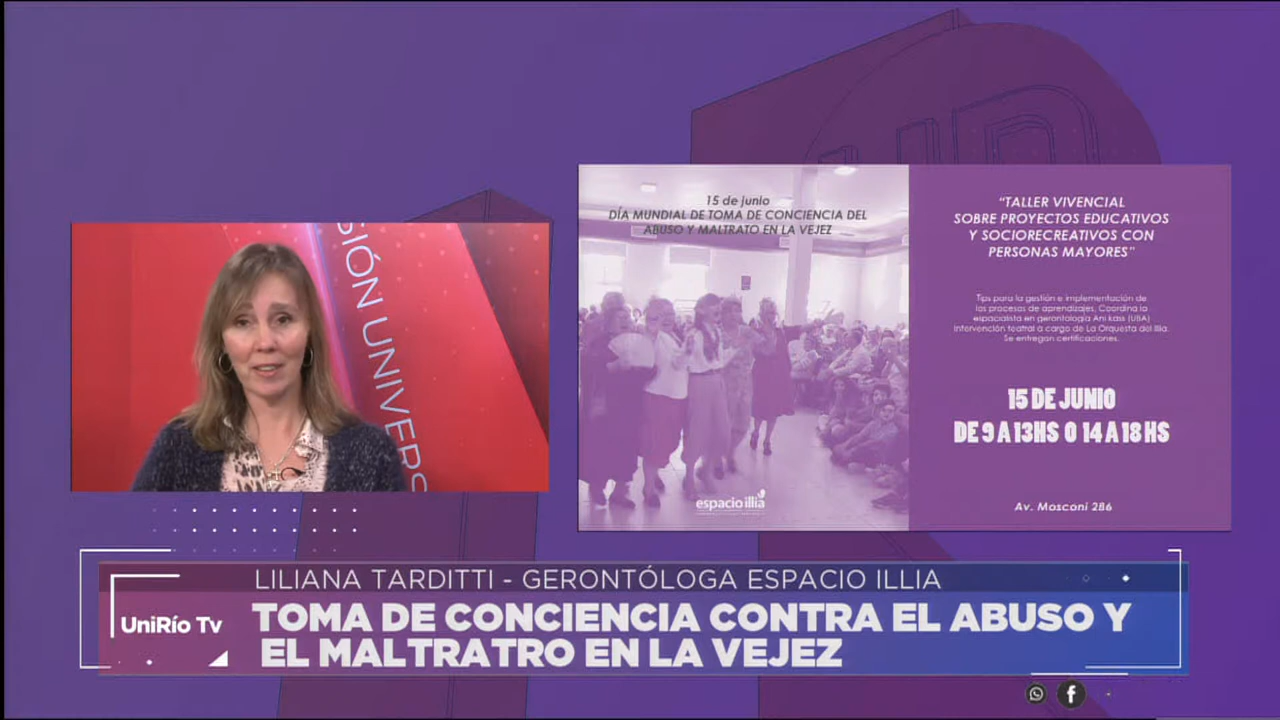 SIÓN UNIVERS
15 de junio
DÍA MUNDIAL DE TOMA DE CONCIENCIA DEL
ABUSO Y MALTRATO EN LA VEJEZ
espacio illia
"TALLER VIVENCIAL
SOBRE PROYECTOS EDUCATIVOS
Y SOCIORECREATIVOS CON
PERSONAS MAYORES"
Tips para la gestión e implementación de
los procesos de aprendizajes. Coordina la
espacialista en gerontología Ani kass (UBA)
Intervención teatral a cargo de La Orquesta del Illia.
Se entregan certificaciones.
15 DE JUNIO
DE 9 A 13HS O 14 A 18 HS
Av. Mosconi 286
LILIANA TARDITTI - GERONTÓLOGA ESPACIO ILLIA
UniRío Tv
TOMA DE CONCIENCIA CONTRA EL ABUSO Y
EL MALTRATRO EN LA VEJEZ